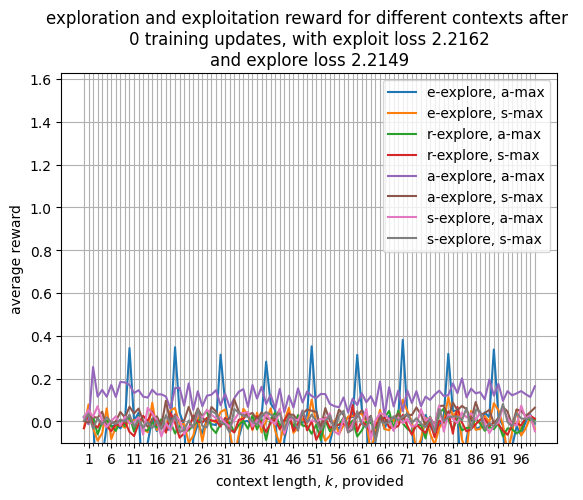 exploration and exploitation reward for different contexts after
0 training updates, with exploit loss 2.2162
and explore loss 2.2149
1.6
1.4
1.2
1.0
0.8
0.6
0.4
0.2
0.0
average reward
e-explore, a-max
e-explore, s-max
r-explore, a-max
r-explore, s-max
a-explore, a-max
a-explore, s-max
s-explore, a-max
s-explore, s-max
1 6 11 16 21 26 31 36 41 46 51 56 61 66 71 76 81 86 91 96
context length, k, provided